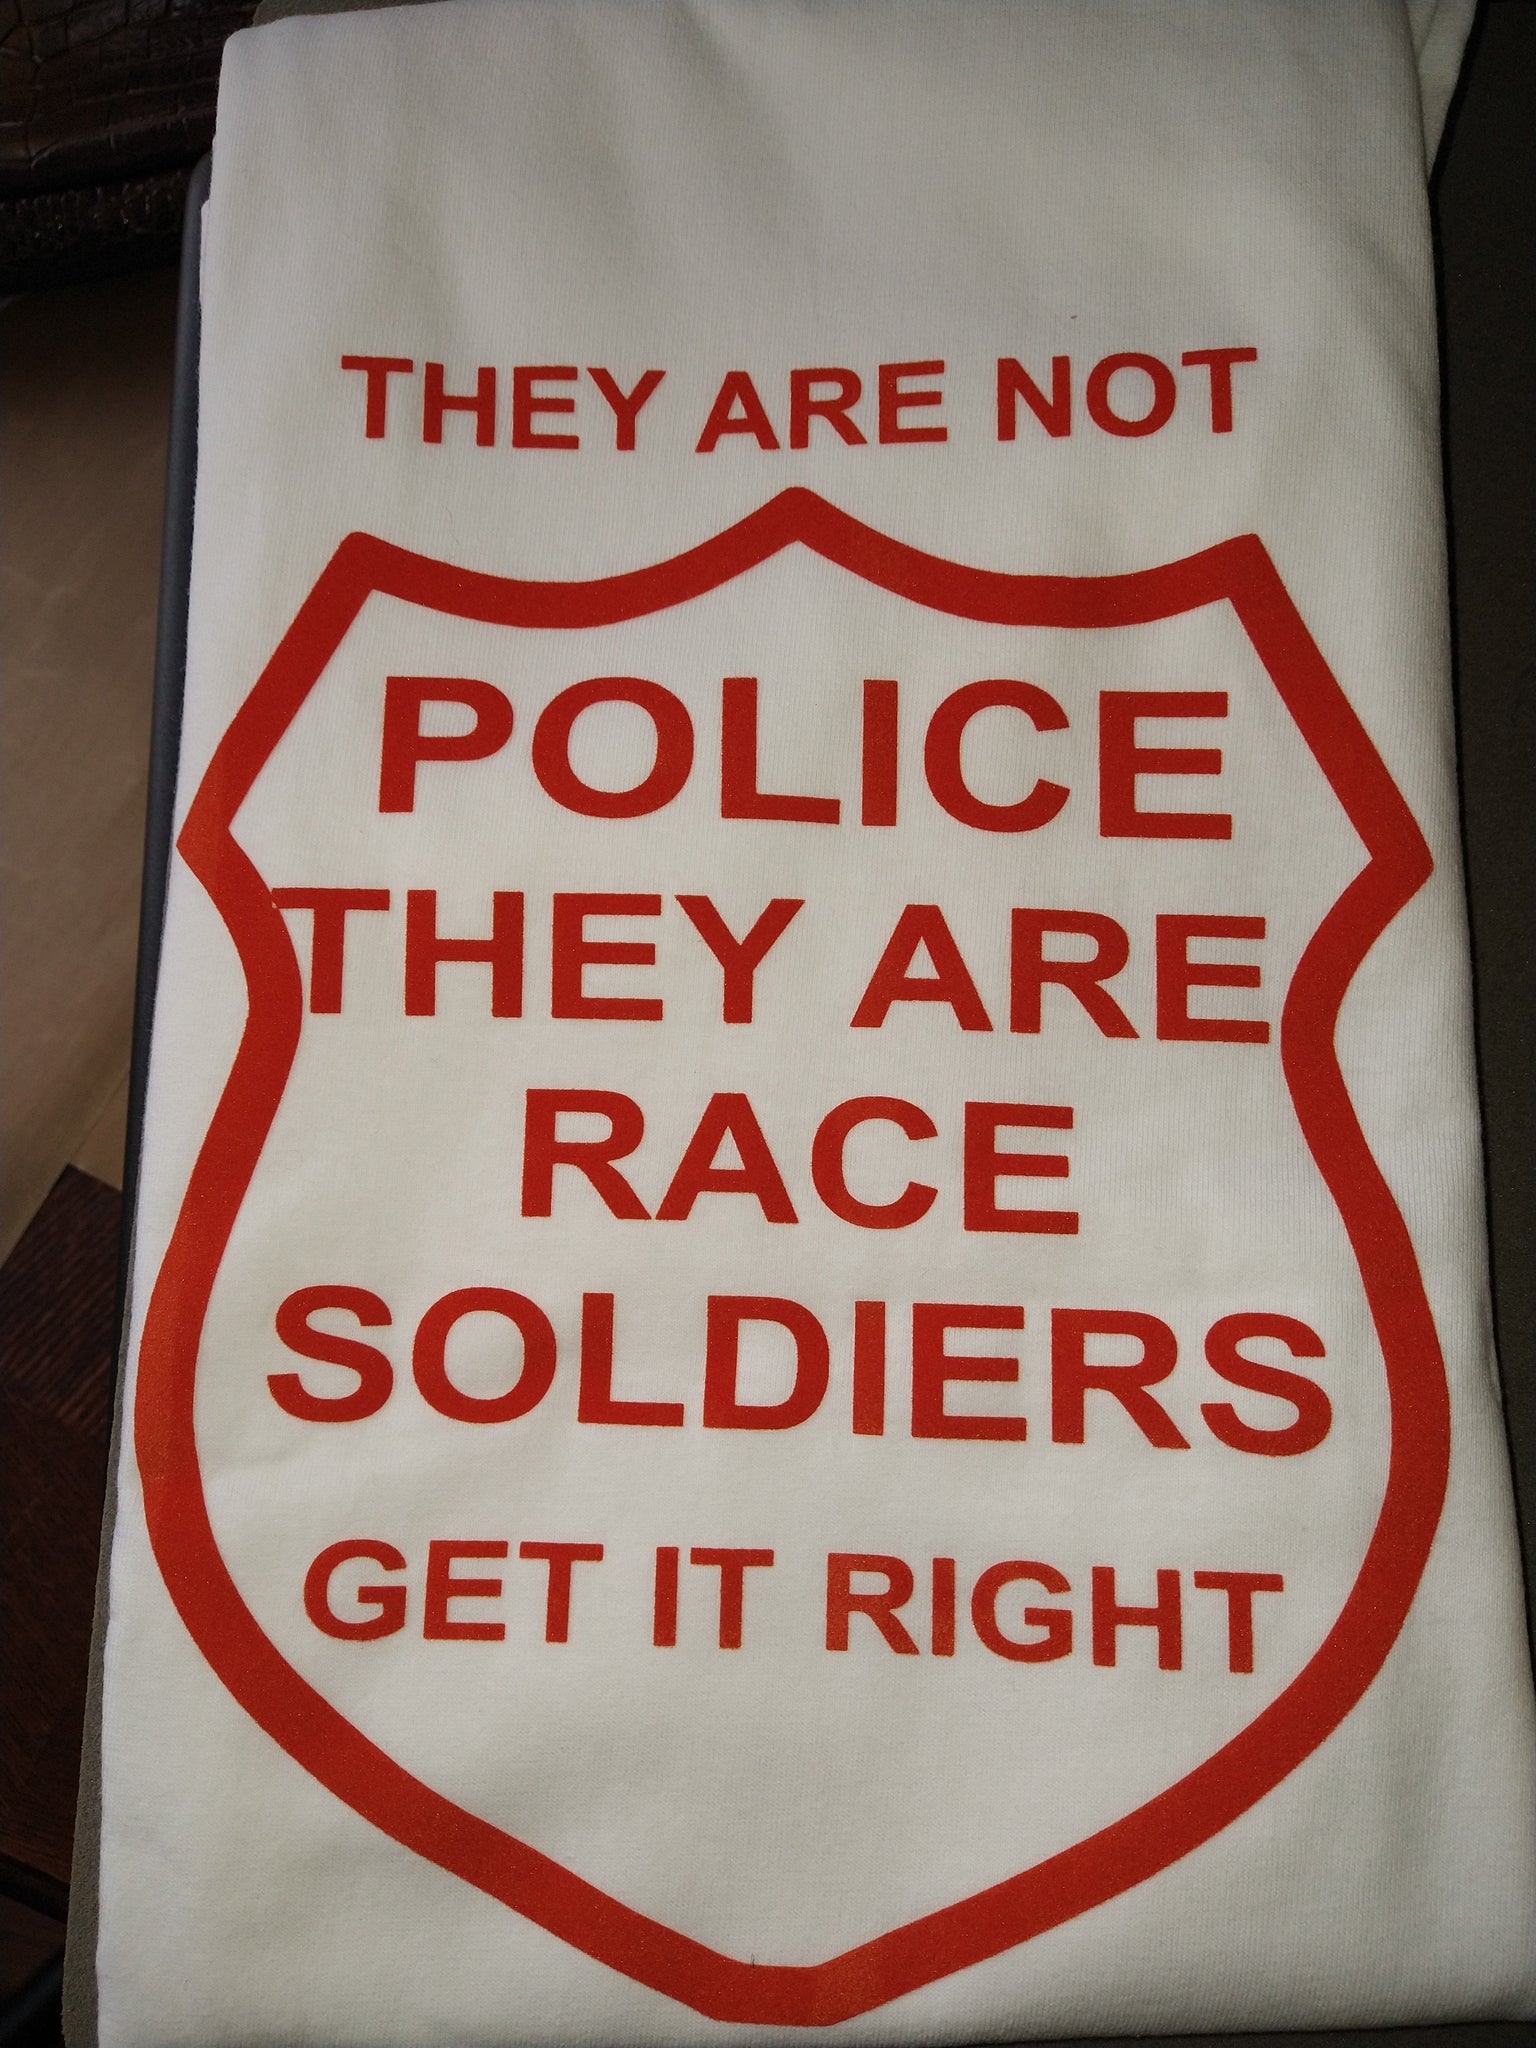 THEY ARE NOT
POLICE
THEY ARE
RACE
SOLDIERS
GET IT RIGHT